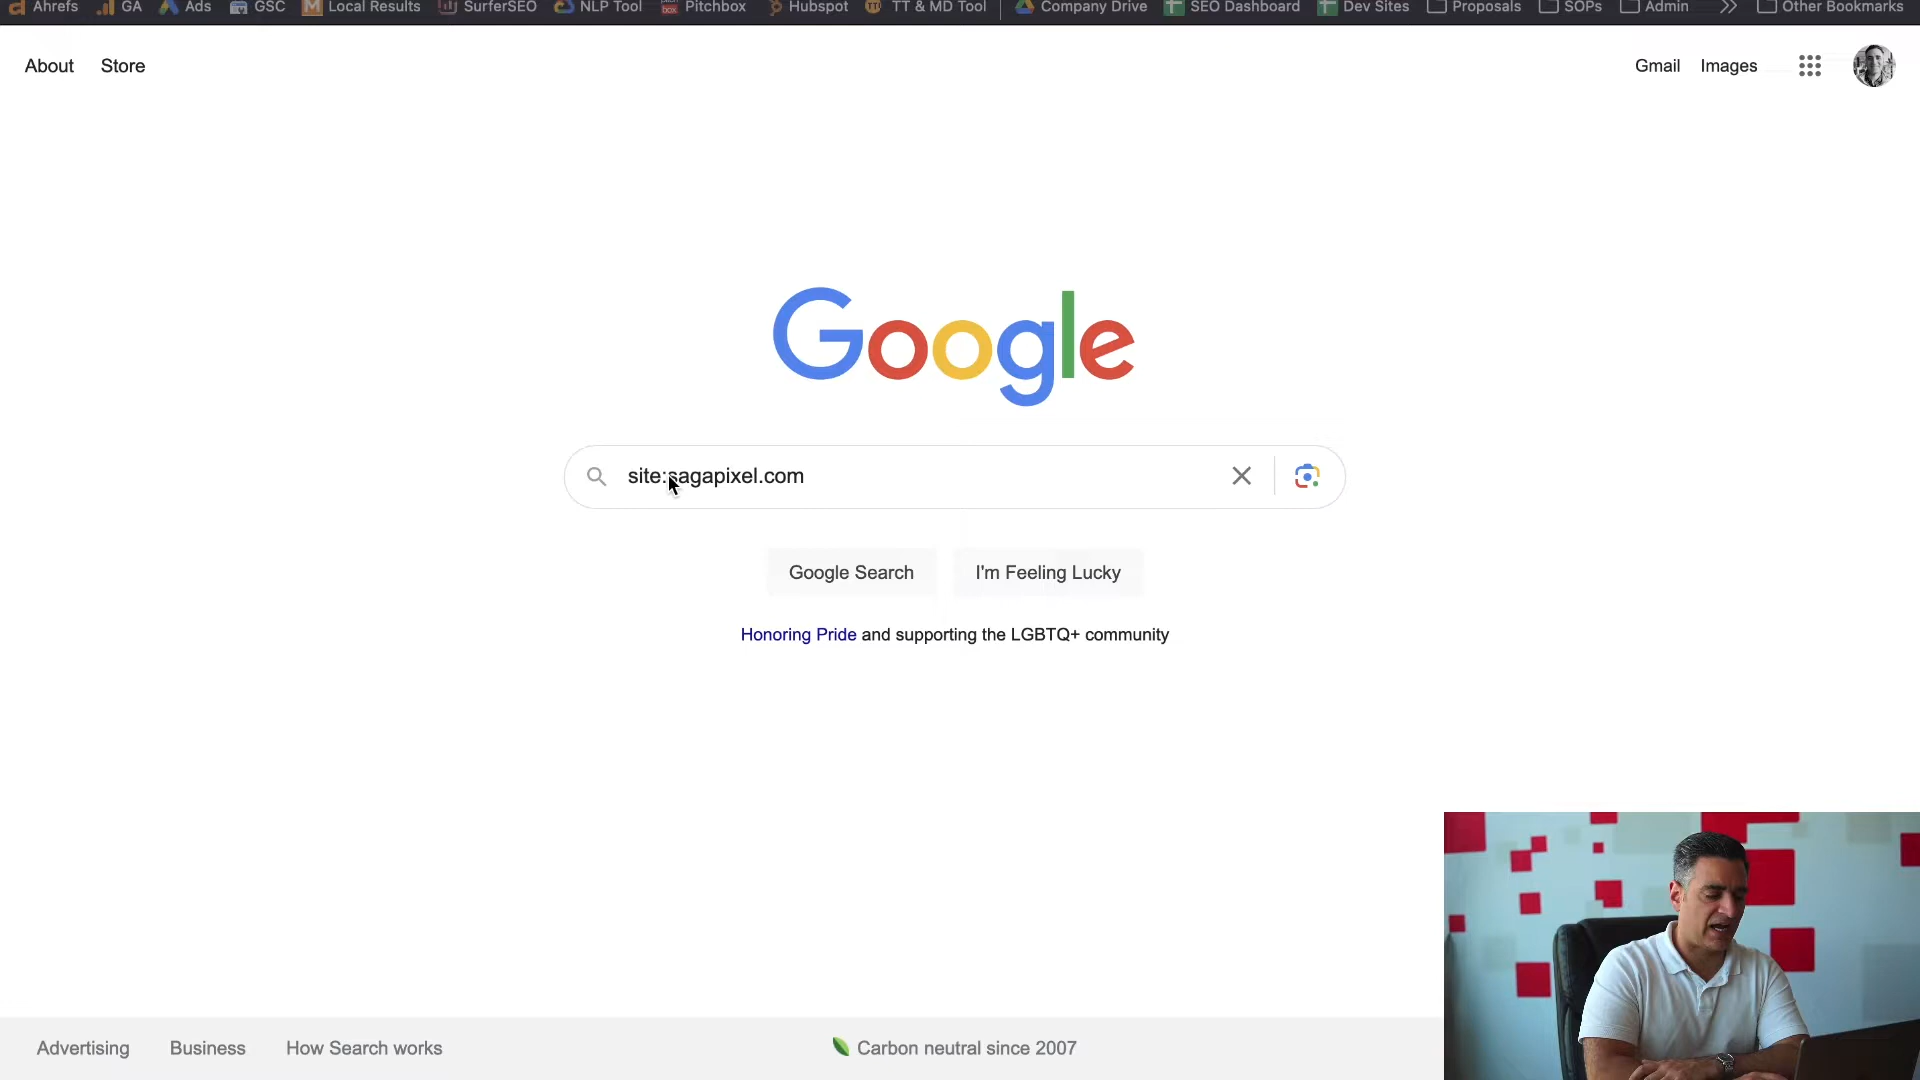 Ahrefs GA Ads GSC Local Results SurferSEO NLP Tool Pitchbox Hubspot TT & MD Tool Company Drive SEO Dashboard Dev Sites Proposals SOPs Admin Other Bookmarks
About Store Gmail Images
Google
site:sagapixel.com
Google Search I'm Feeling Lucky
Honoring Pride and supporting the LGBTQ+ community
Advertising Business How Search works Carbon neutral since 2007